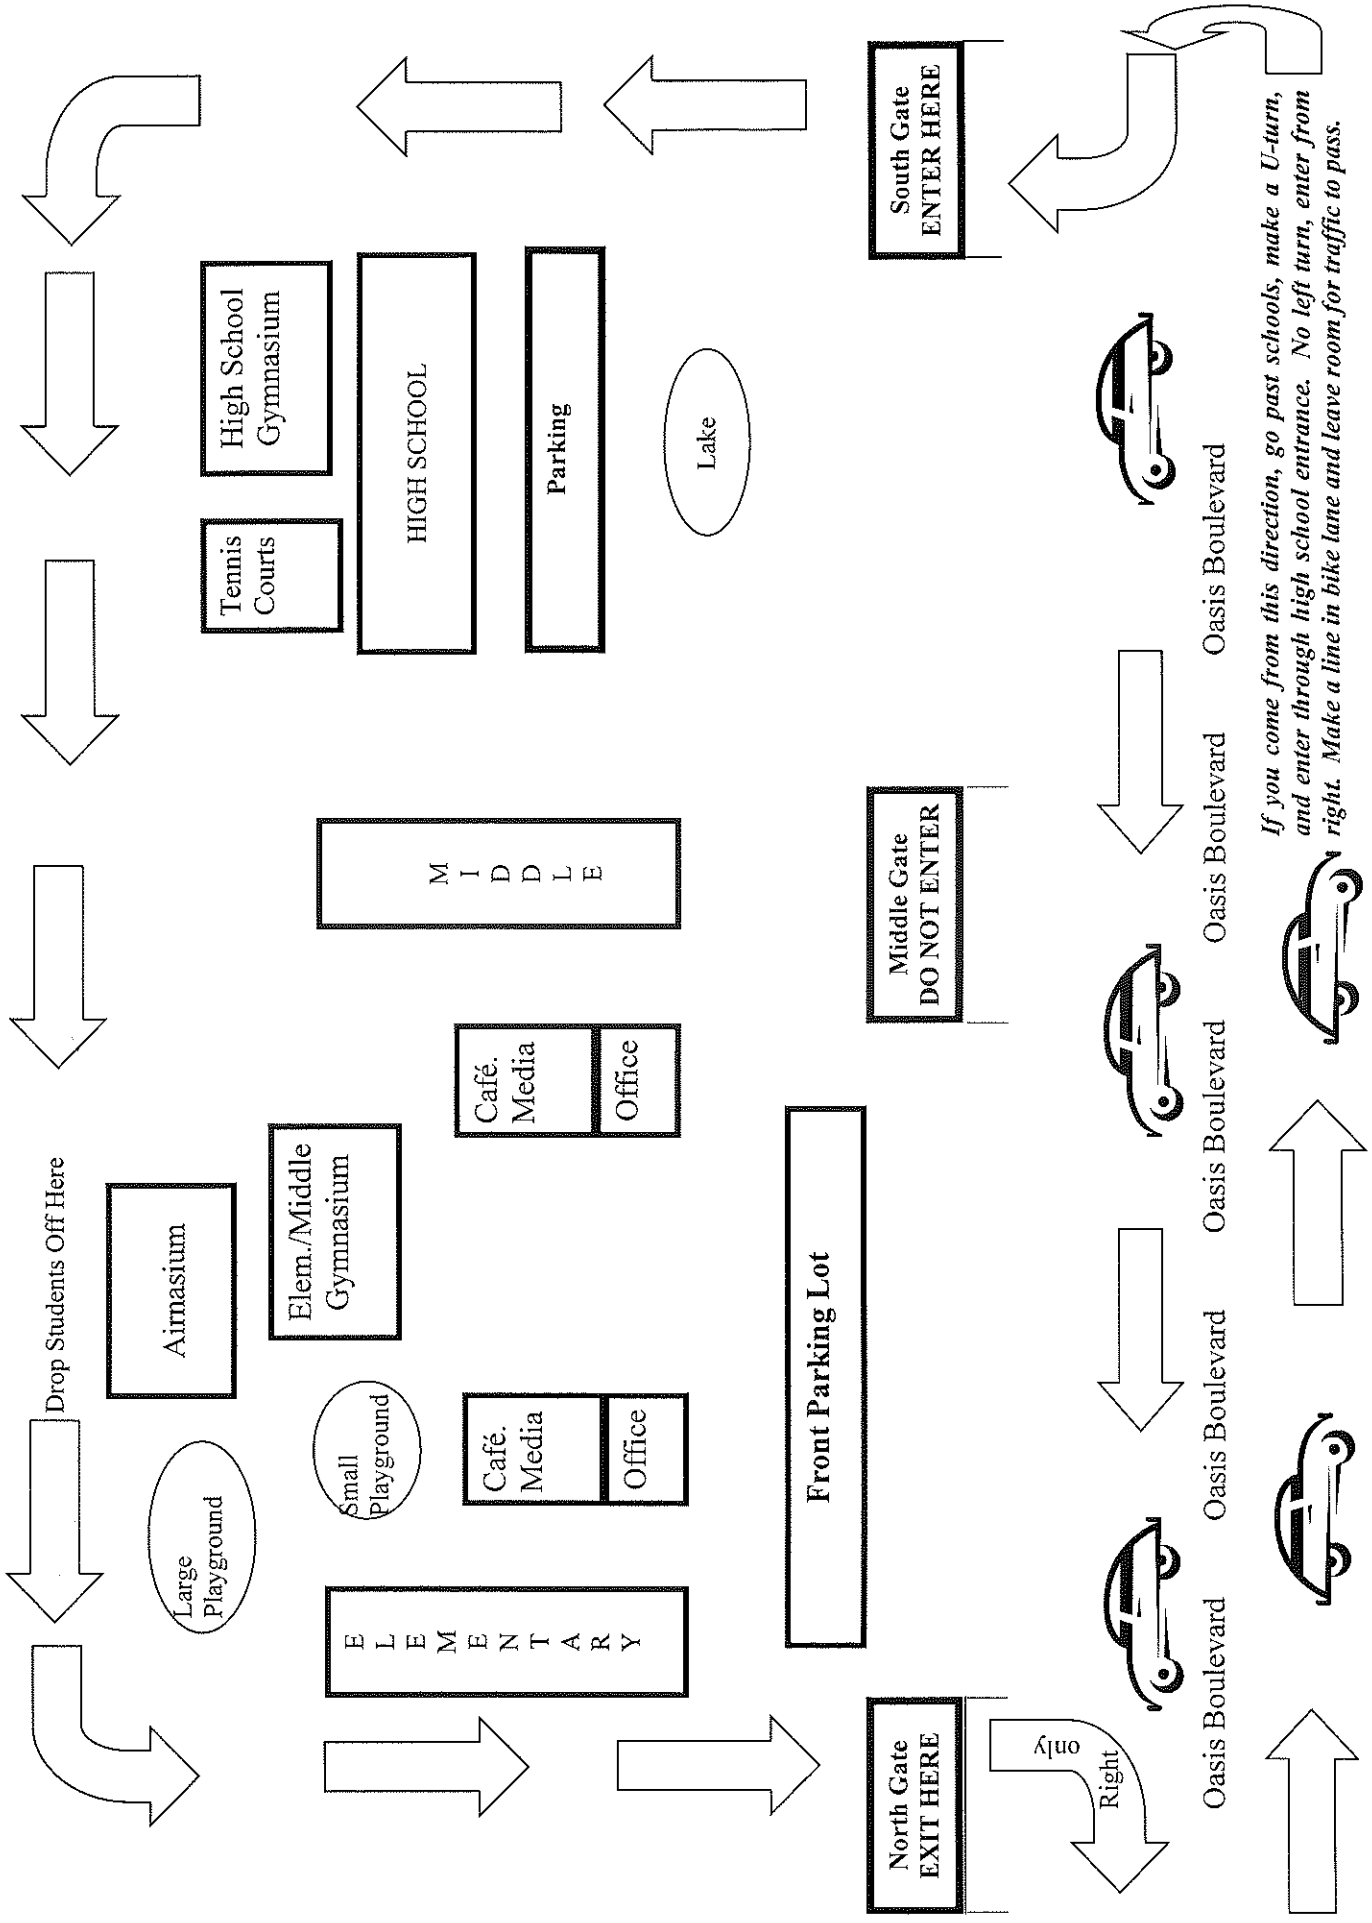 Drop Students Off Here
Large
Playground
Airnasium
Tennis
Courts
High School
Gymnasium
Elem./Middle
Gymnasium
Small
Playground
HIGH SCHOOL
ELEMENTARY
Café.
Media
Office
Café.
Media
Office
MIDDLE
Parking
Lake
Front Parking Lot
North Gate
EXIT HERE
Middle Gate
DO NOT ENTER
South Gate
ENTER HERE
Right
only
Oasis Boulevard
Oasis Boulevard
Oasis Boulevard
Oasis Boulevard
Oasis Boulevard
If you come from this direction, go past schools, make a U-turn,
and enter through high school entrance. No left turn, enter from
right. Make a line in bike lane and leave room for traffic to pass.